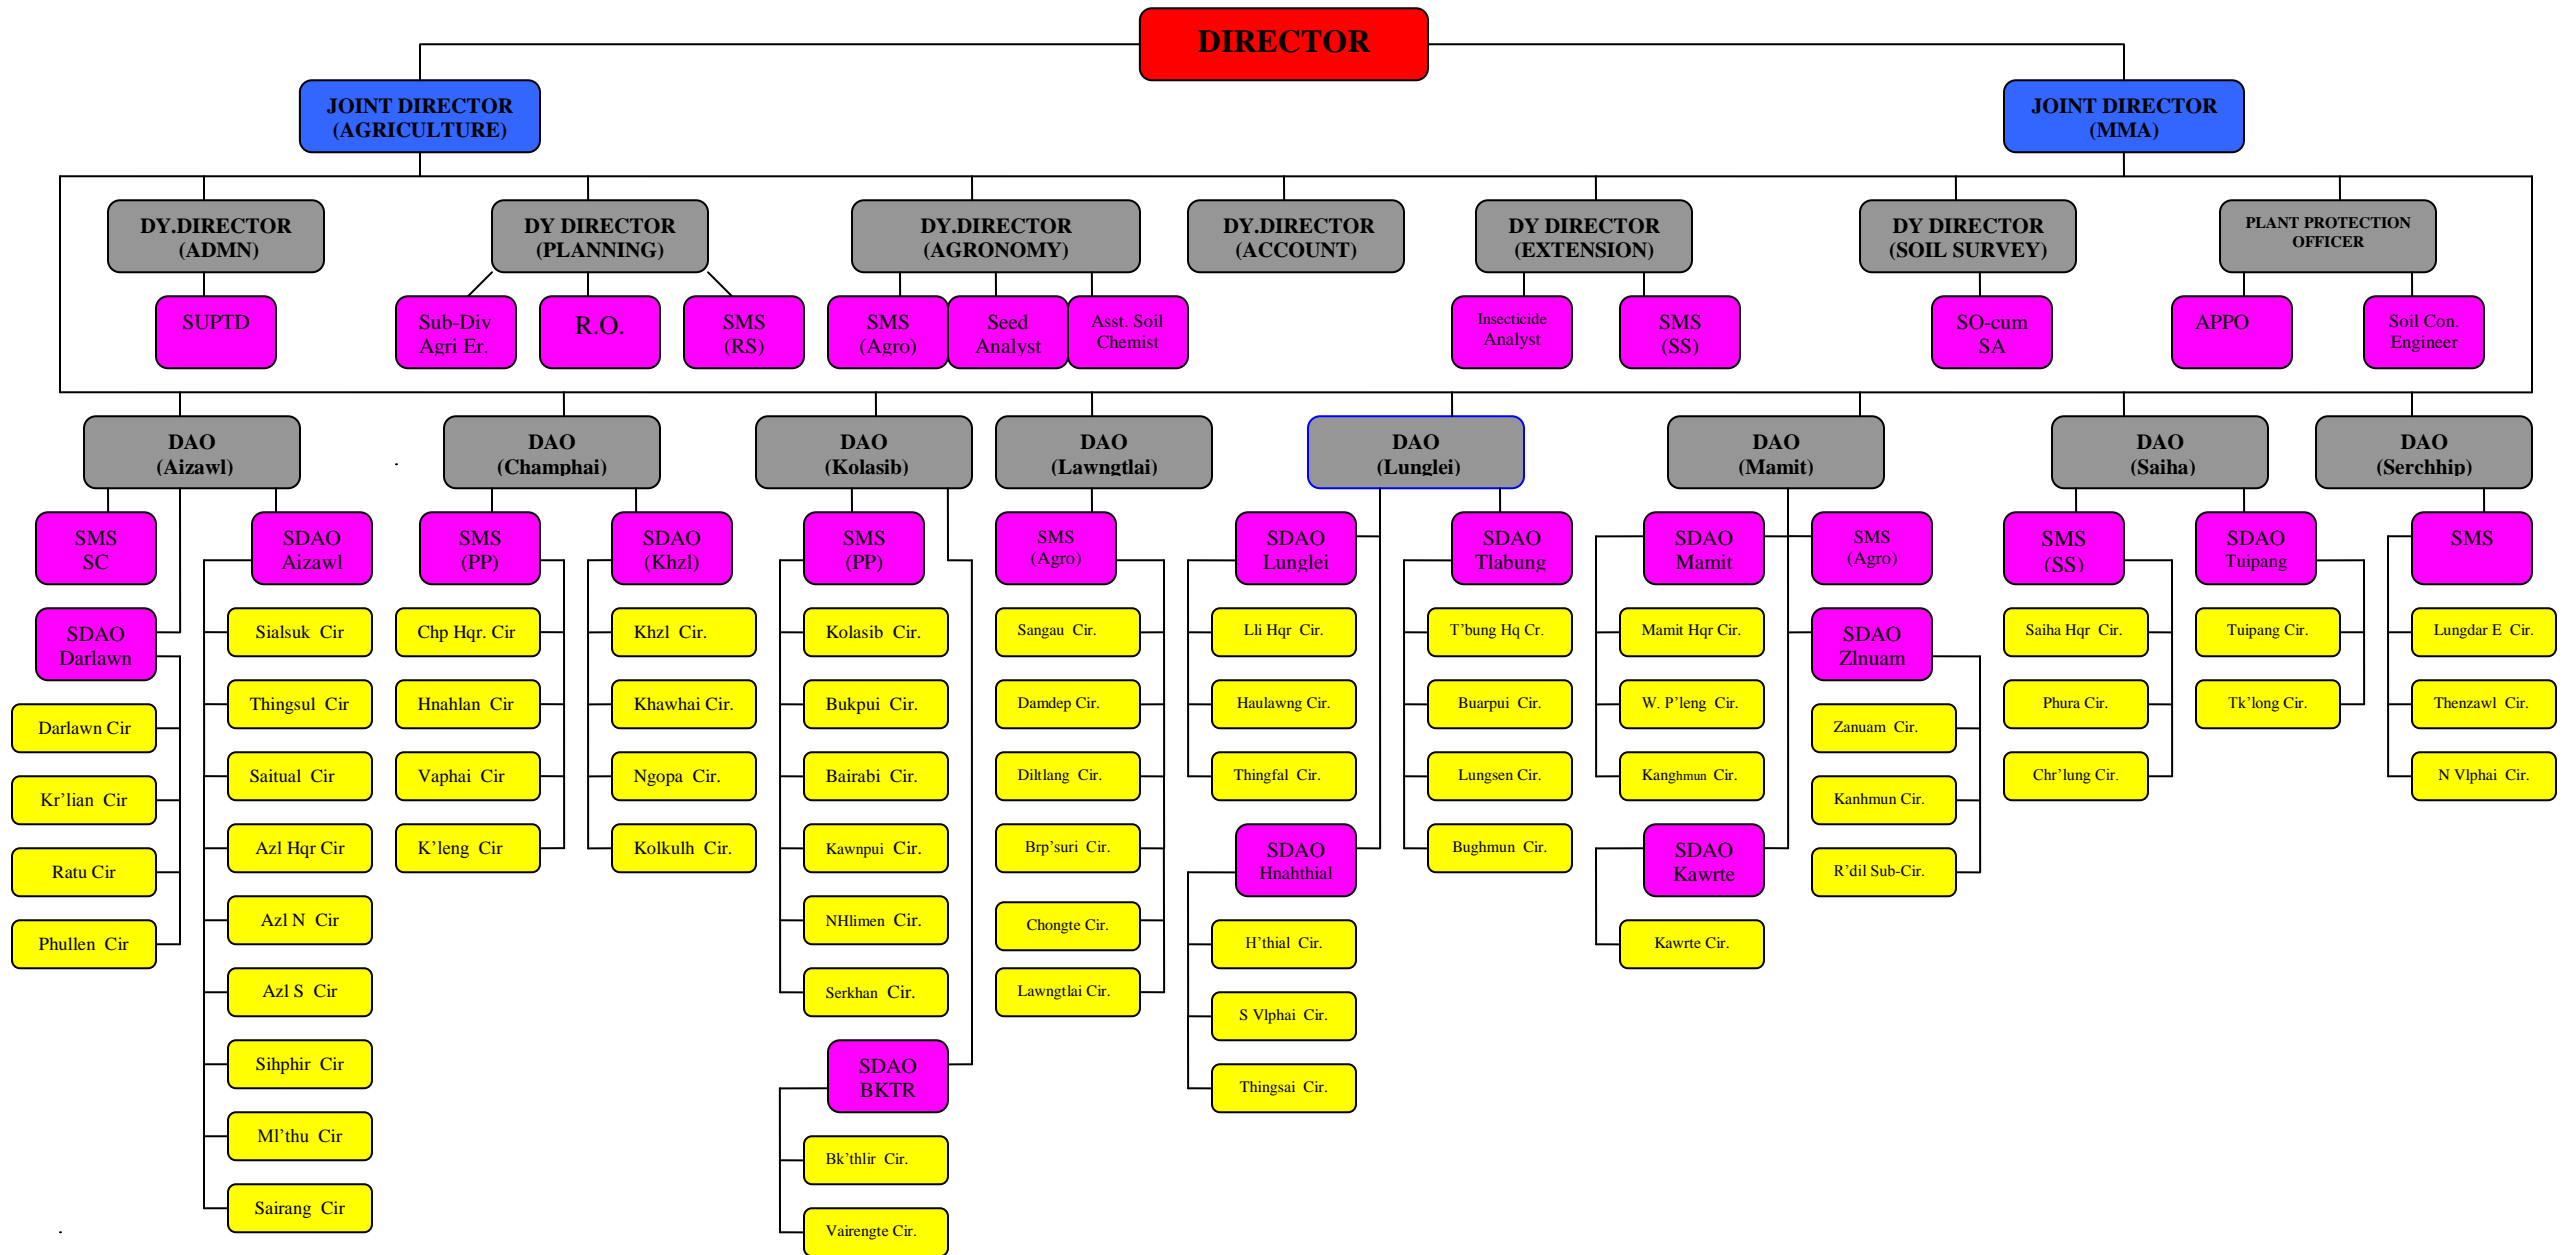 DIRECTOR
JOINT DIRECTOR
(AGRICULTURE)
JOINT DIRECTOR
(MMA)
DY.DIRECTOR
(ADMN)
DY DIRECTOR
(PLANNING)
DY.DIRECTOR
(AGRONOMY)
DY.DIRECTOR
(ACCOUNT)
DY DIRECTOR
(EXTENSION)
DY DIRECTOR
(SOIL SURVEY)
PLANT PROTECTION
OFFICER
SUPTD
Sub-Div
Agri Er.
R.O.
SMS
(RS)
SMS
(Agro)
Seed
Analyst
Asst. Soil
Chemist
Insecticide
Analyst
SMS
(SS)
SO-cum
SA
APPO
Soil Con.
Engineer
DAO
(Aizawl)
DAO
(Champhai)
DAO
(Kolasib)
DAO
(Lawngtlai)
DAO
(Lunglei)
DAO
(Mamit)
DAO
(Saiha)
DAO
(Serchhip)
SMS
SC
SDAO
Aizawl
SMS
(PP)
SDAO
(Khzl)
SMS
(PP)
SMS
(Agro)
SDAO
Lunglei
SDAO
Tlabung
SDAO
Mamit
SMS
(Agro)
SMS
(SS)
SDAO
Tuipang
SMS
SDAO
Darlawn
Sialsuk Cir
Chp Hqr. Cir
Khzl Cir.
Kolasib Cir.
Sangau Cir.
Lli Hqr Cir.
T'bung Hq Cr.
Mamit Hqr Cir.
SDAO
Zlnuam
Saiha Hqr Cir.
Tuipang Cir.
Lungdar E Cir.
Darlawn Cir
Thingsul Cir
Hnahlan Cir
Khawhai Cir.
Bukpui Cir.
Damdep Cir.
Haulawng Cir.
Buarpui Cir.
W. P'leng Cir.
Zanuam Cir.
Phura Cir.
Tk'long Cir.
Thenzawl Cir.
Kr'lian Cir
Saitual Cir
Vaphai Cir
Ngopa Cir.
Bairabi Cir.
Diltlang Cir.
Thingfal Cir.
Lungsen Cir.
Kanghmun Cir.
Kanhmun Cir.
Chr'lung Cir.
N Vlphai Cir.
Ratu Cir
Azl Hqr Cir
K'leng Cir
Kolkulh Cir.
Kawnpui Cir.
Brp'suri Cir.
SDAO
Hnahthial
Bughmun Cir.
SDAO
Kawrte
R'dil Sub-Cir.
Phullen Cir
Azl N Cir
NHlimen Cir.
Chongte Cir.
H'thial Cir.
Kawrte Cir.
Azl S Cir
Serkhan Cir.
Lawngtlai Cir.
S Vlphai Cir.
Sihphir Cir
SDAO
BKTR
Thingsai Cir.
Ml'thu Cir
Bk'thlir Cir.
Sairang Cir
Vairengte Cir.